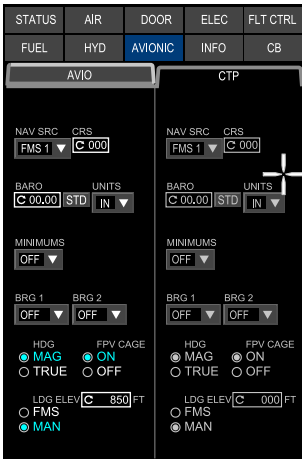 STATUS AIR DOOR ELEC FLT CTRL
FUEL HYD AVIONIC INFO CB
AVIO CTP
NAV SRC CRS NAV SRC CRS
FMS 1 C 000 FMS 1 C 000
BARO UNITS BARO UNITS
C 00.00 STD IN C 00.00 STD IN
MINIMUMS MINIMUMS
OFF OFF
BRG 1 BRG 2 BRG 1 BRG 2
OFF OFF OFF OFF
HDG FPV CAGE HDG FPV CAGE
MAG ON MAG ON
TRUE OFF TRUE OFF
LDG ELEV C 850 FT LDG ELEV C 000 FT
FMS FMS
MAN MAN